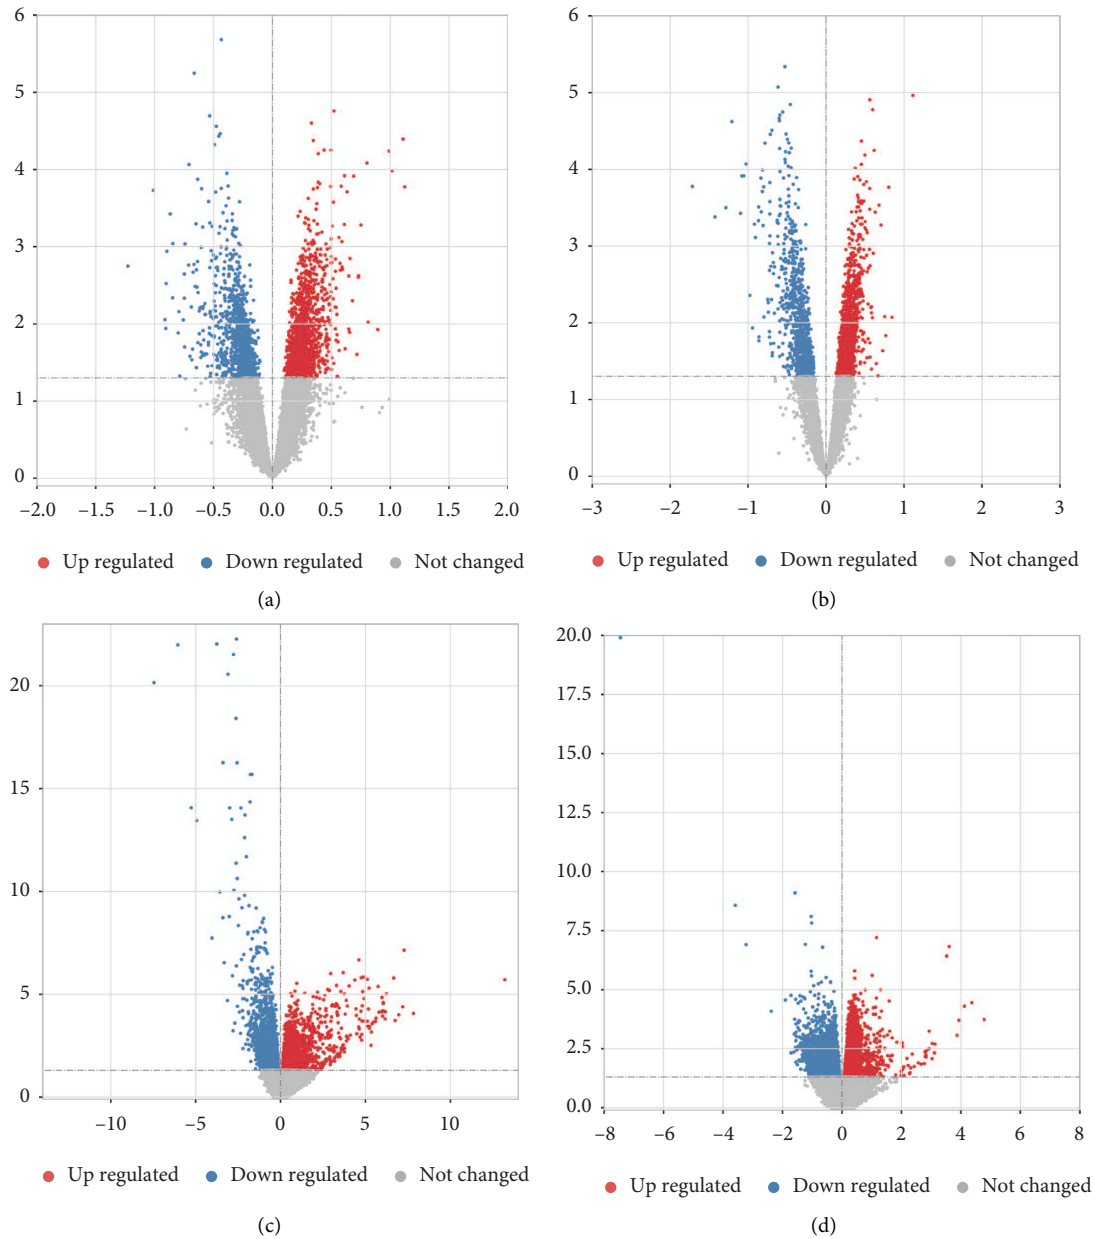 6
5
4
3
2
1
0
–2.0 –1.5 –1.0 –0.5 0.0 0.5 1.0 1.5 2.0
Up regulated Down regulated Not changed
(a)
6
5
4
3
2
1
0
–3 –2 –1 0 1 2 3
Up regulated Down regulated Not changed
(b)
20
15
10
5
0
–10 –5 0 5 10
Up regulated Down regulated Not changed
(c)
20.0
17.5
15.0
12.5
10.0
7.5
5.0
2.5
0.0
–8 –6 –4 –2 0 2 4 6 8
Up regulated Down regulated Not changed
(d)